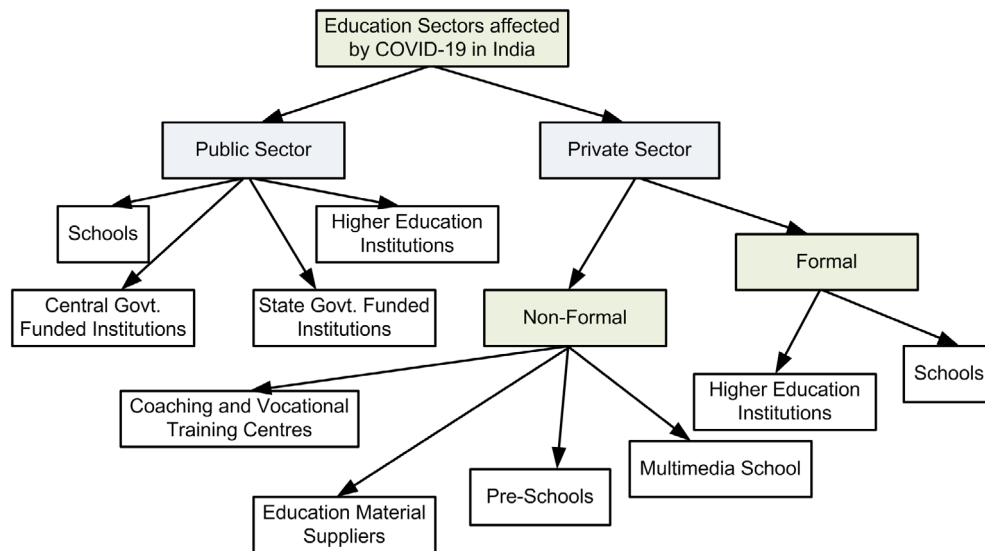 Education Sectors affected
by COVID-19 in India
Public Sector
Private Sector
Schools
Higher Education
Institutions
Central Govt.
Funded Institutions
State Govt. Funded
Institutions
Formal
Non-Formal
Higher Education
Institutions
Schools
Coaching and Vocational
Training Centres
Education Material
Suppliers
Pre-Schools
Multimedia School